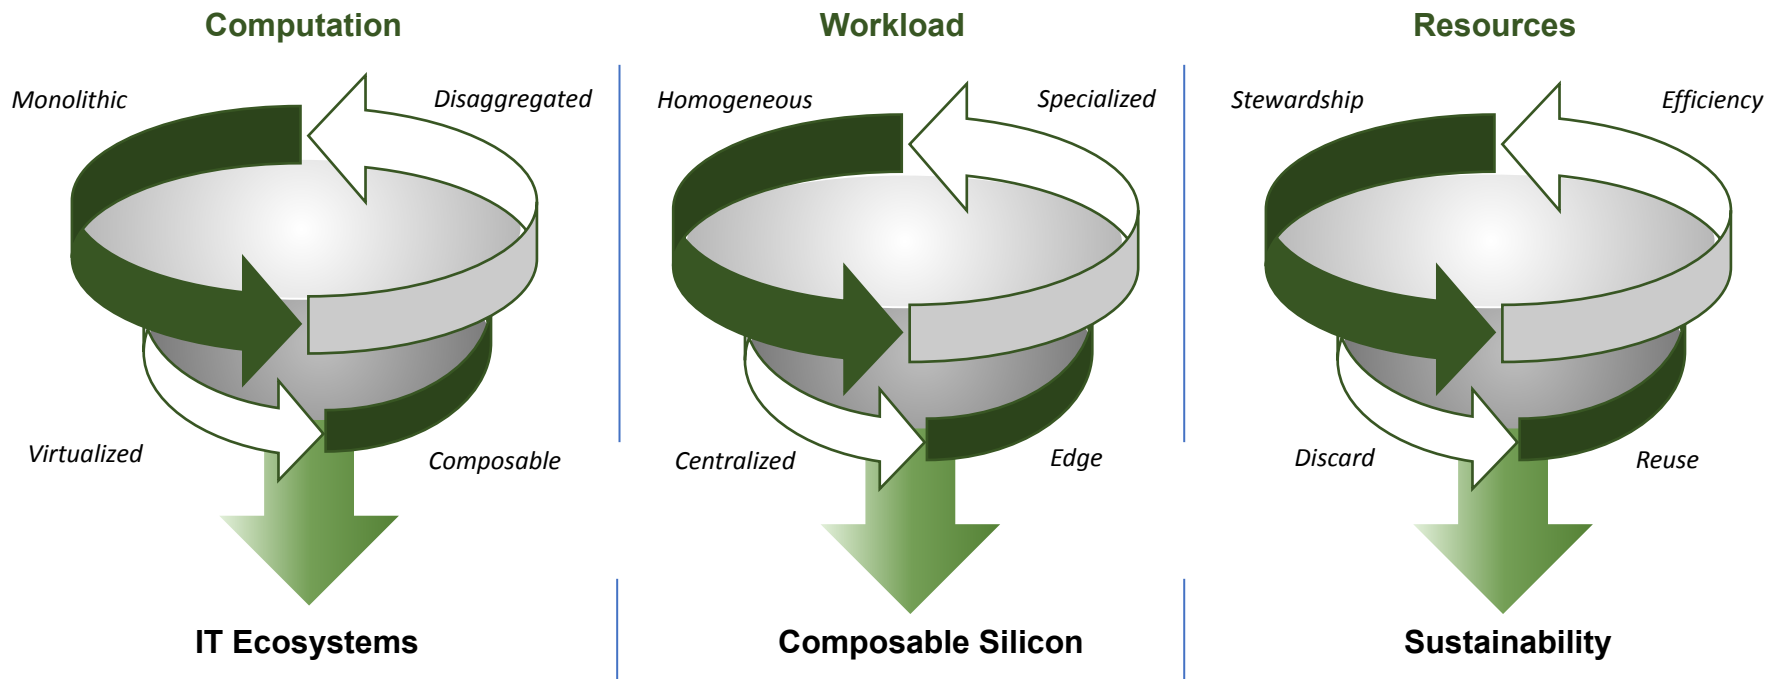 Computation
Workload
Resources
Monolithic
Disaggregated
Homogeneous
Specialized
Stewardship
Efficiency
Virtualized
Composable
Centralized
Edge
Discard
Reuse
IT Ecosystems
Composable Silicon
Sustainability